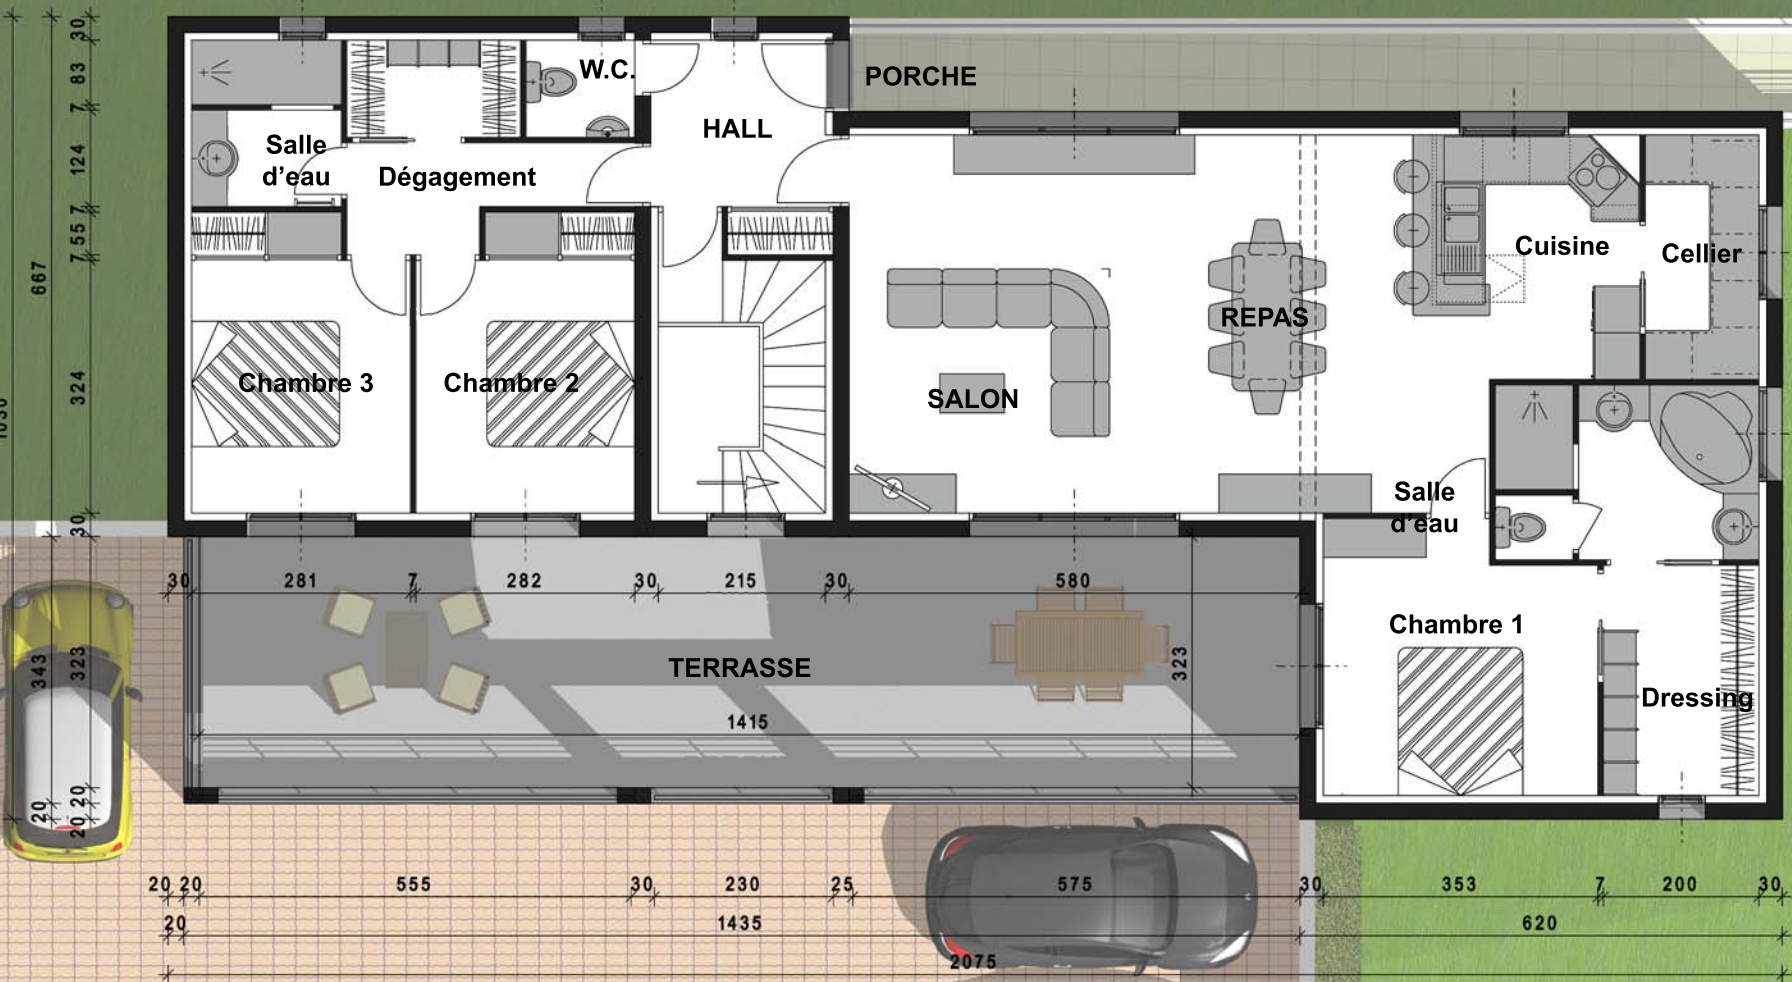 30
83
7
124
7
55
7
324
30
323
20
20
667
343
20
W.C.
PORCHE
HALL
Salle
d'eau
Dégagement
Cuisine
Cellier
REPAS
Chambre 3
Chambre 2
SALON
Salle
d'eau
30
281
7
282
30
215
30
580
Chambre 1
TERRASSE
323
Dressing
1415
20
20
555
30
230
25
575
30
353
7
200
30
20
1435
620
2075